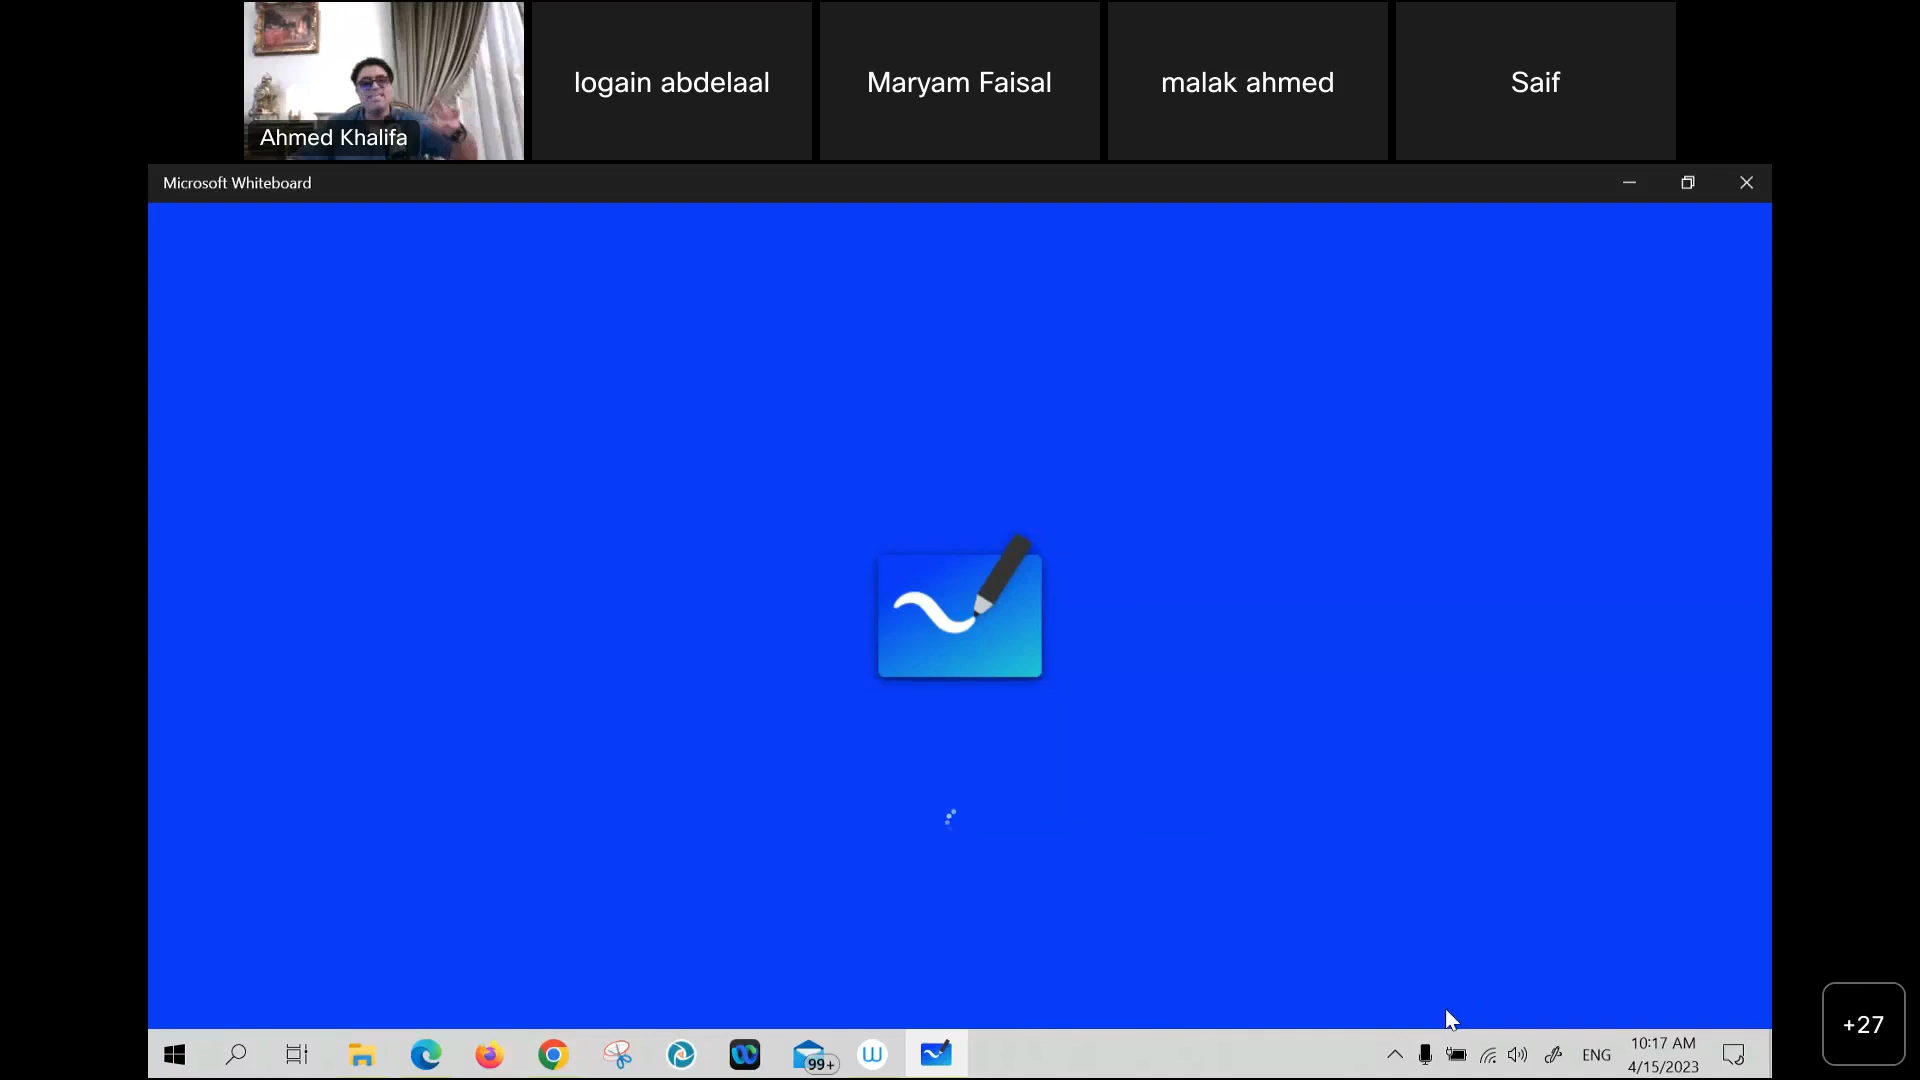 Ahmed Khalifa
logain abdelaal
Maryam Faisal
malak ahmed
Saif
Microsoft Whiteboard
99+
ENG
10:17 AM
4/15/2023
+27